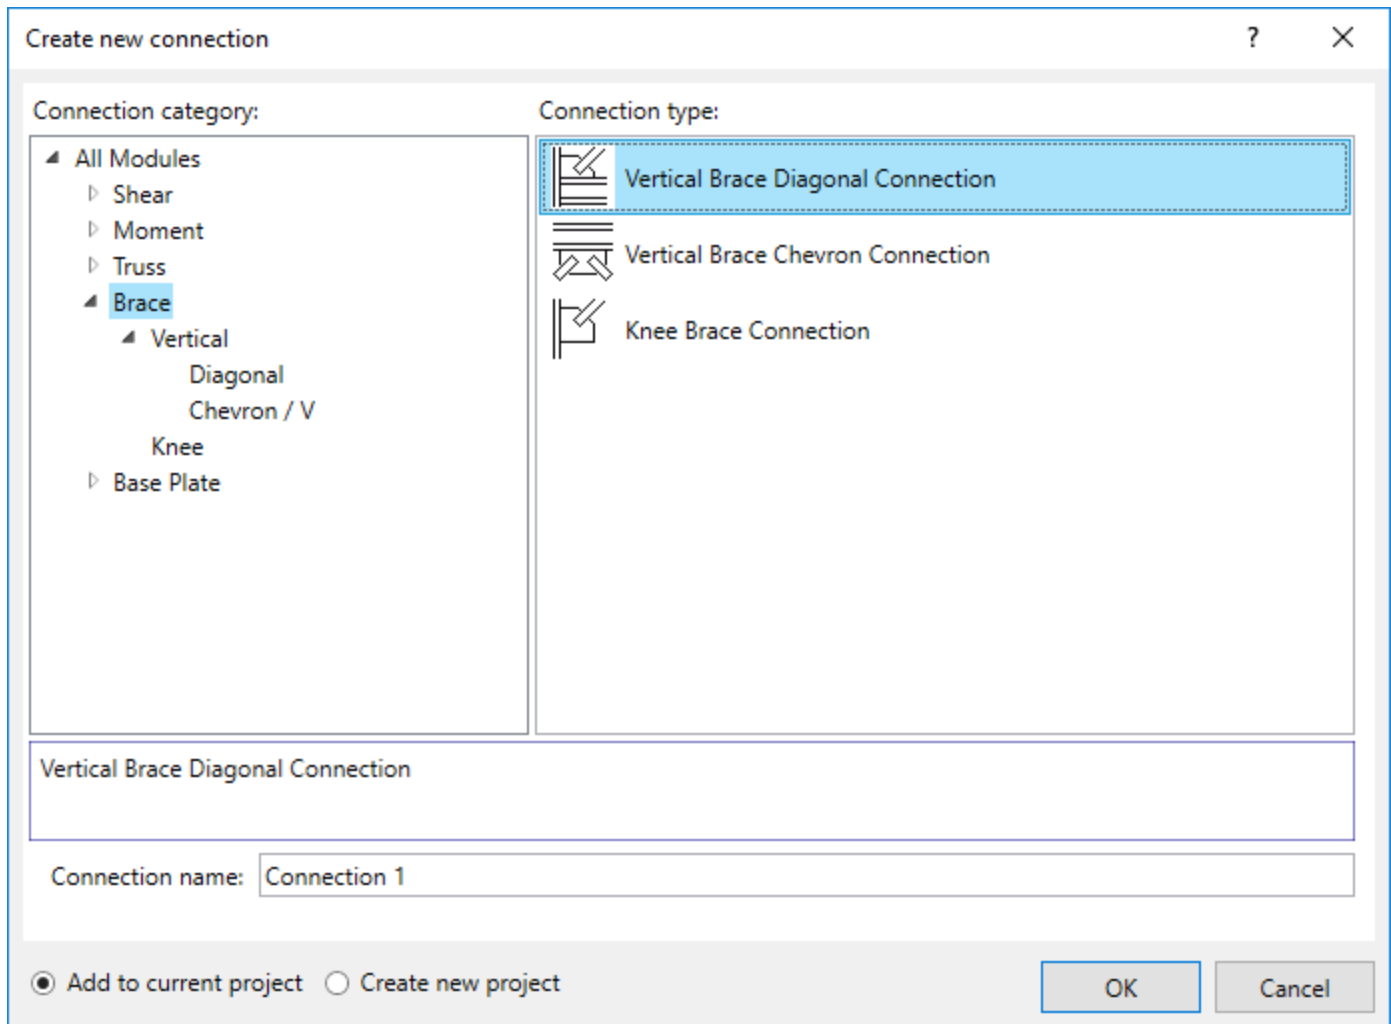 Create new connection
?
Connection category:
Connection type:
All Modules
Shear
Moment
Truss
Brace
Vertical
Diagonal
Chevron / V
Knee
Base Plate
Vertical Brace Diagonal Connection
Vertical Brace Chevron Connection
Knee Brace Connection
Vertical Brace Diagonal Connection
Connection name: Connection 1
Add to current project Create new project OK Cancel